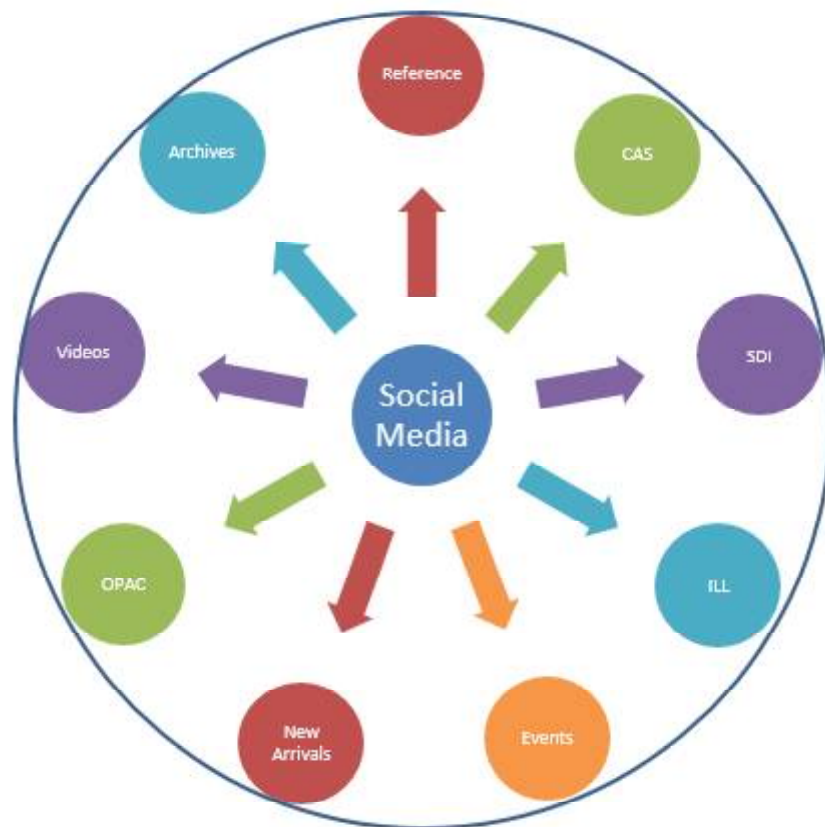 Reference
CAS
SDI
ILL
Events
New
Arrivals
OPAC
Videos
Archives
Social
Media